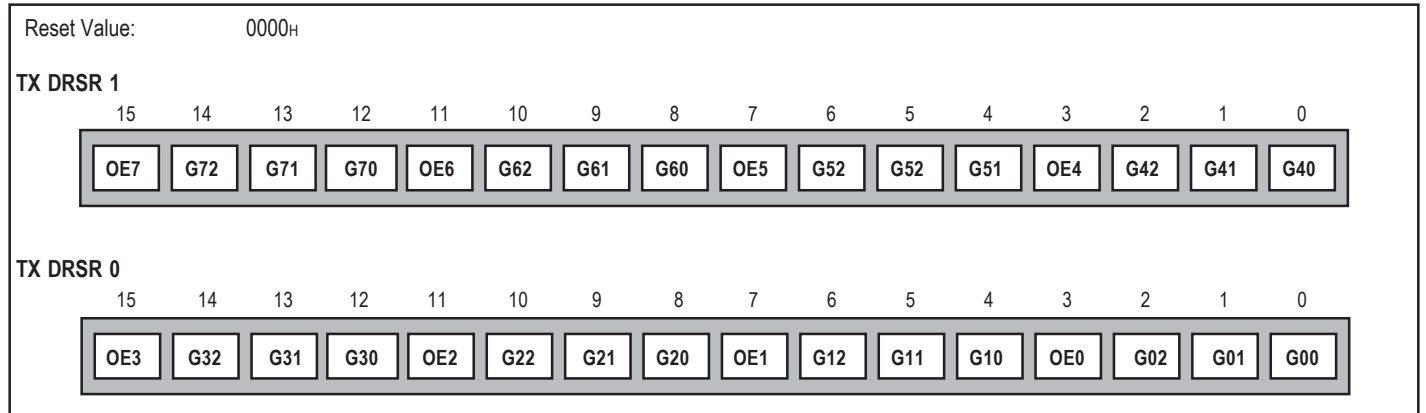 Reset Value: 0000H
TX DRSR 1
15 14 13 12 11 10 9 8 7 6 5 4 3 2 1 0
OE7 G72 G71 G70 OE6 G62 G61 G60 OE5 G52 G52 G51 OE4 G42 G41 G40
TX DRSR 0
15 14 13 12 11 10 9 8 7 6 5 4 3 2 1 0
OE3 G32 G31 G30 OE2 G22 G21 G20 OE1 G12 G11 G10 OE0 G02 G01 G00